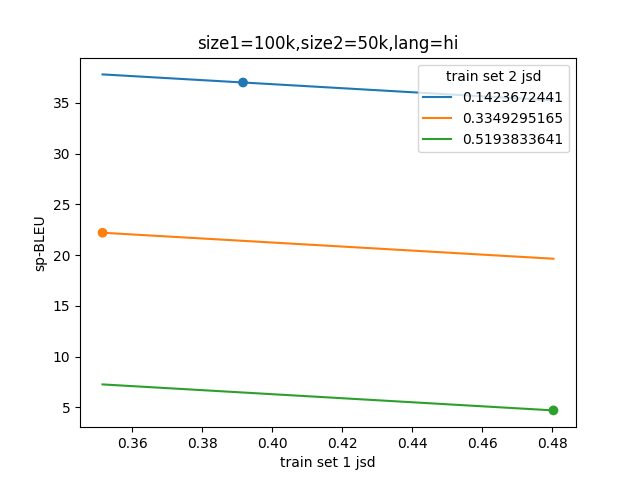 size1=100k,size2=50k,lang=hi
train set 2 jsd
0.1423672441
0.3349295165
0.5193833641
sp-BLEU
35
30
25
20
15
10
5
0.36 0.38 0.40 0.42 0.44 0.46 0.48
train set 1 jsd